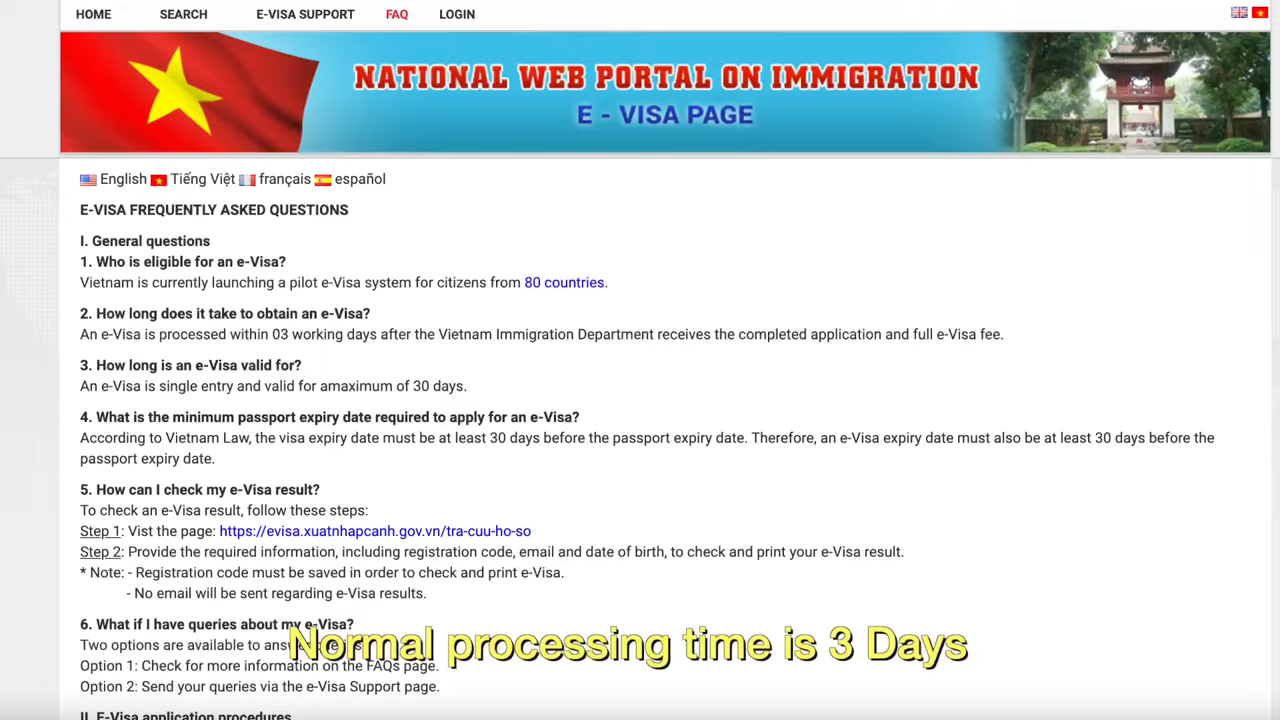 HOME SEARCH E-VISA SUPPORT FAQ LOGIN
NATIONAL WEB PORTAL ON IMMIGRATION
E - VISA PAGE
English Tiếng Việt français español
E-VISA FREQUENTLY ASKED QUESTIONS
I. General questions
1. Who is eligible for an e-Visa?
Vietnam is currently launching a pilot e-Visa system for citizens from 80 countries.
2. How long does it take to obtain an e-Visa?
An e-Visa is processed within 03 working days after the Vietnam Immigration Department receives the completed application and full e-Visa fee.
3. How long is an e-Visa valid for?
An e-Visa is single entry and valid for amaximum of 30 days.
4. What is the minimum passport expiry date required to apply for an e-Visa?
According to Vietnam Law, the visa expiry date must be at least 30 days before the passport expiry date. Therefore, an e-Visa expiry date must also be at least 30 days before the
passport expiry date.
5. How can I check my e-Visa result?
To check an e-Visa result, follow these steps:
Step 1: Vist the page: https://evisa.xuatnhapcanh.gov.vn/tra-cuu-ho-so
Step 2: Provide the required information, including registration code, email and date of birth, to check and print your e-Visa result.
* Note: - Registration code must be saved in order to check and print e-Visa.
- No email will be sent regarding e-Visa results.
6. What if I have queries about my e-Visa?
Two options are available to
Normal processing time is 3 Days
Option 1: Check for more information on the FAQs page.
Option 2: Send your queries via the e-Visa Support page.
II. E-Visa application procedures